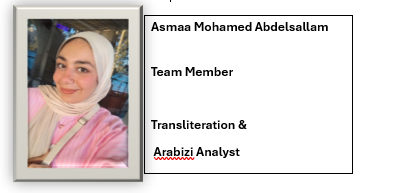 Asmaa Mohamed Abdelsallam
Team Member
Transliteration &
Arabizi Analyst